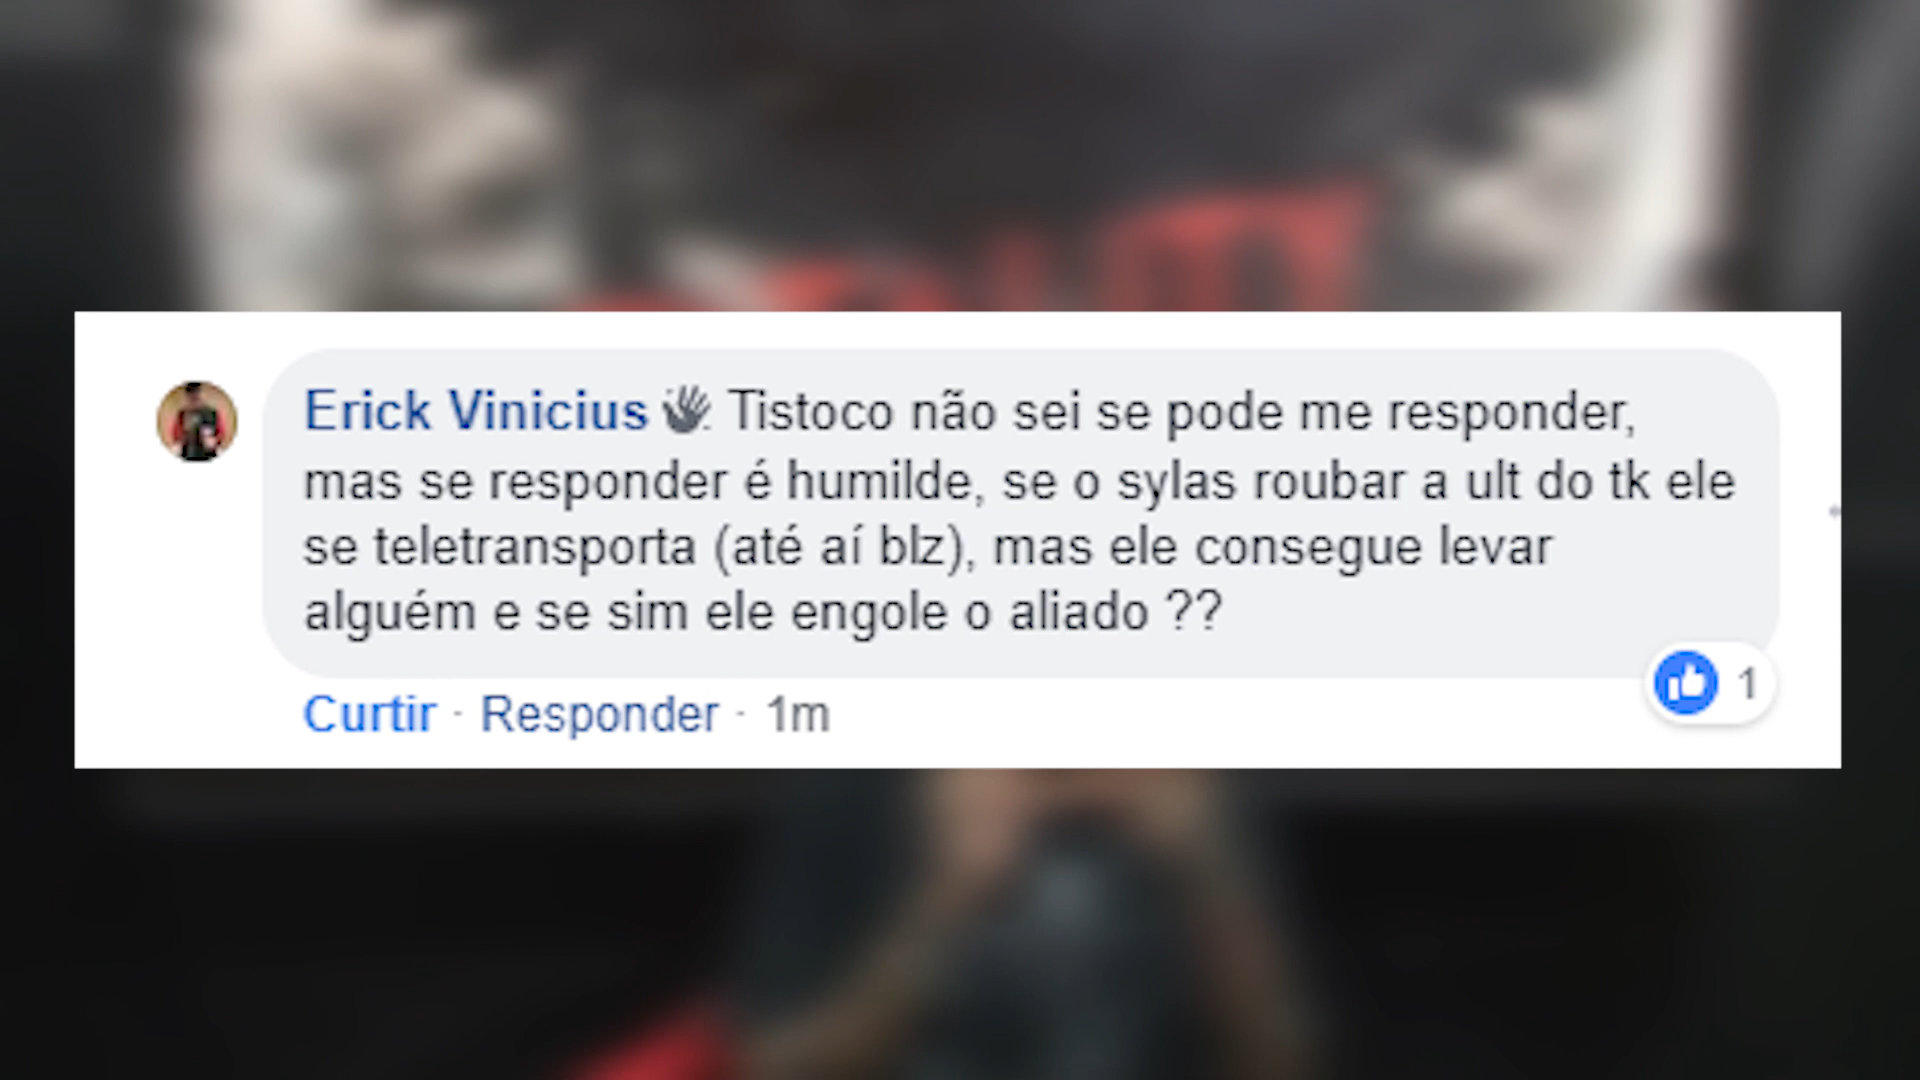 Erick Vinicius Tistoco não sei se pode me responder,
mas se responder é humilde, se o sylas roubar a ult do tk ele
se teletransporta (até aí blz), mas ele consegue levar
alguém e se sim ele engole o aliado ??
Curtir · Responder · 1m
1